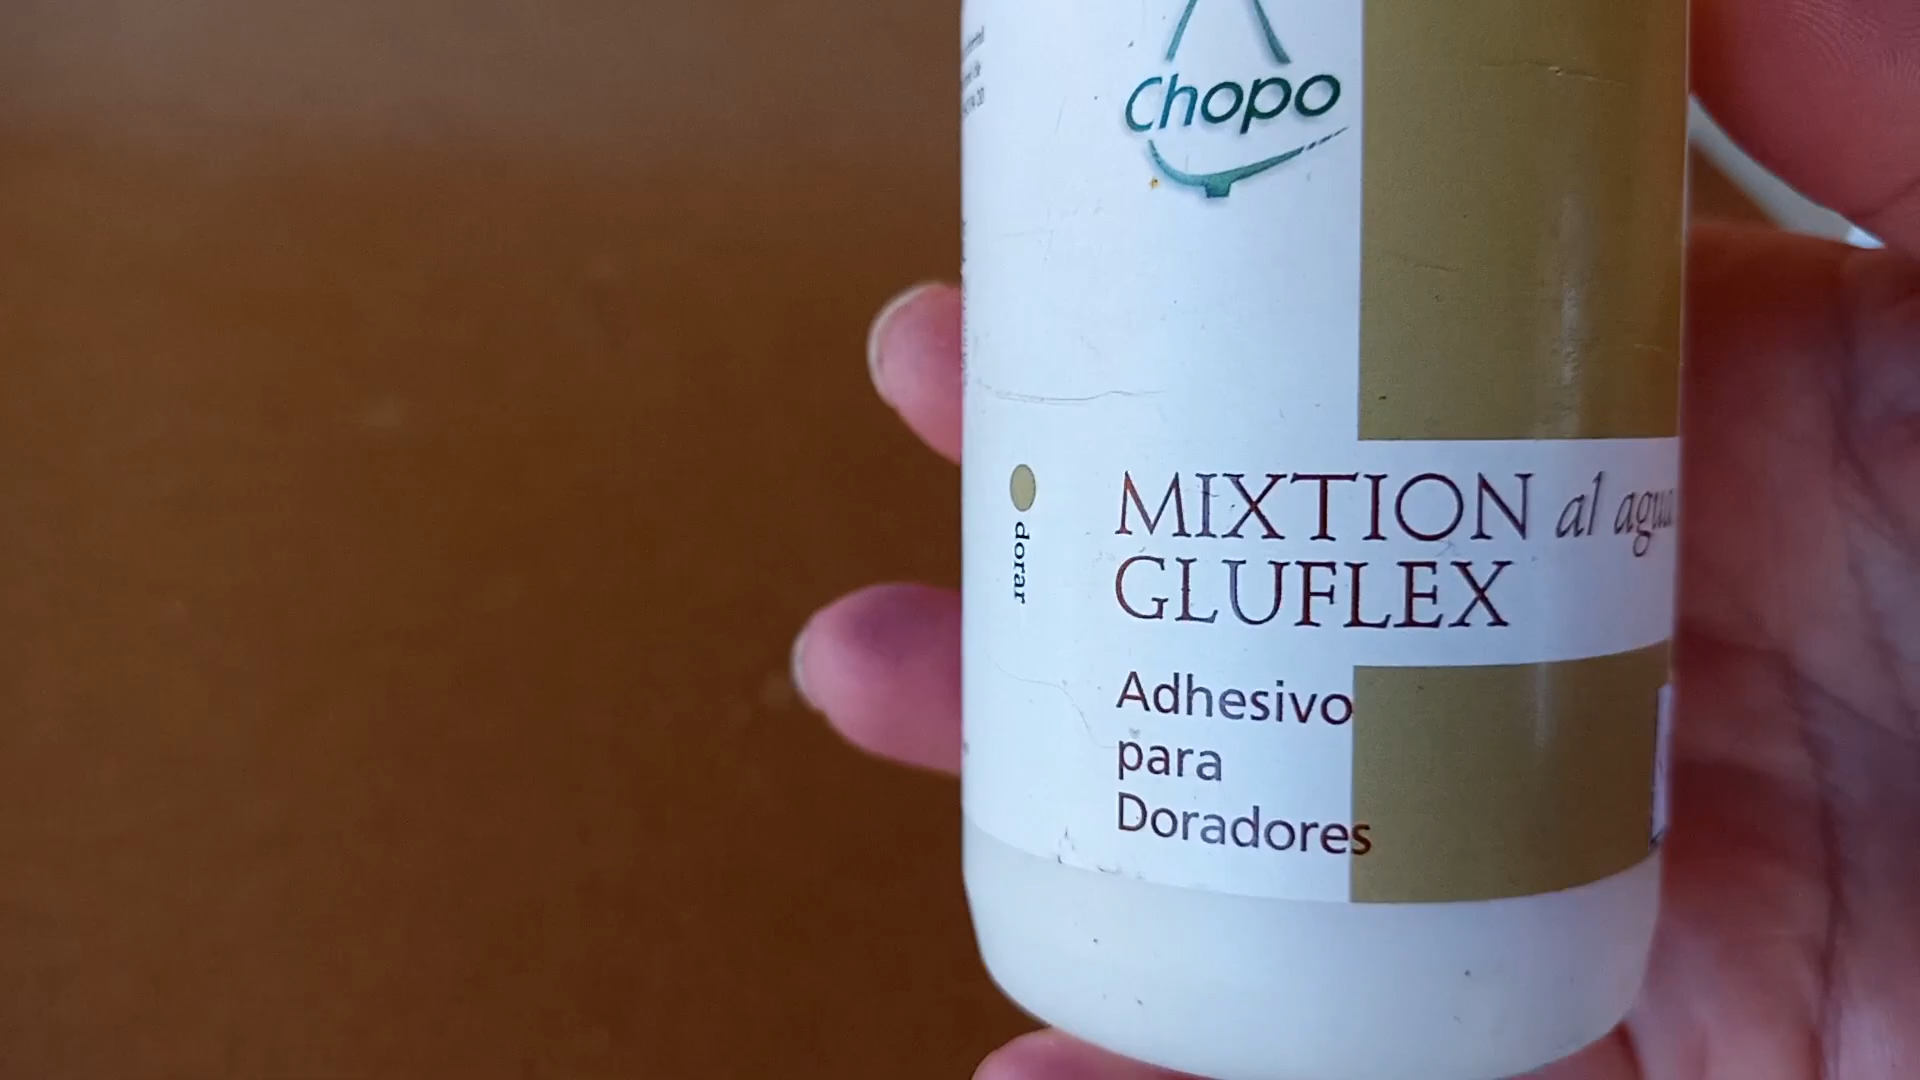 Chopo
dorar
MIXTION al agua
GLUFLEX
Adhesivo
para
Doradores